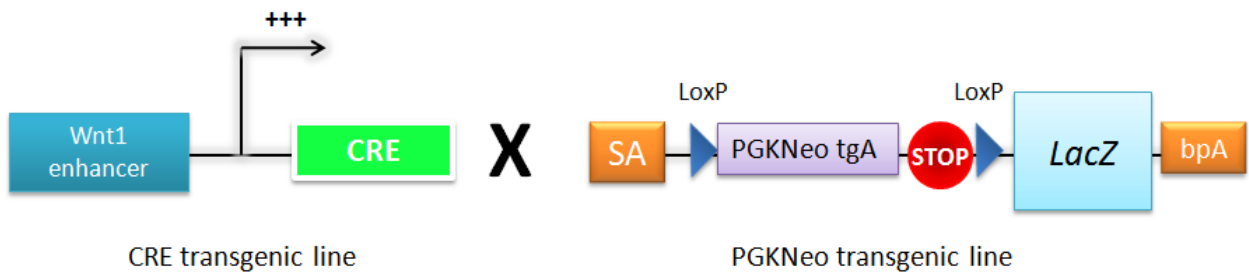 +++
Wnt1
enhancer
CRE
X
SA
LoxP
PGKNeo tgA
STOP
LoxP
LacZ
bpA
CRE transgenic line
PGKNeo transgenic line